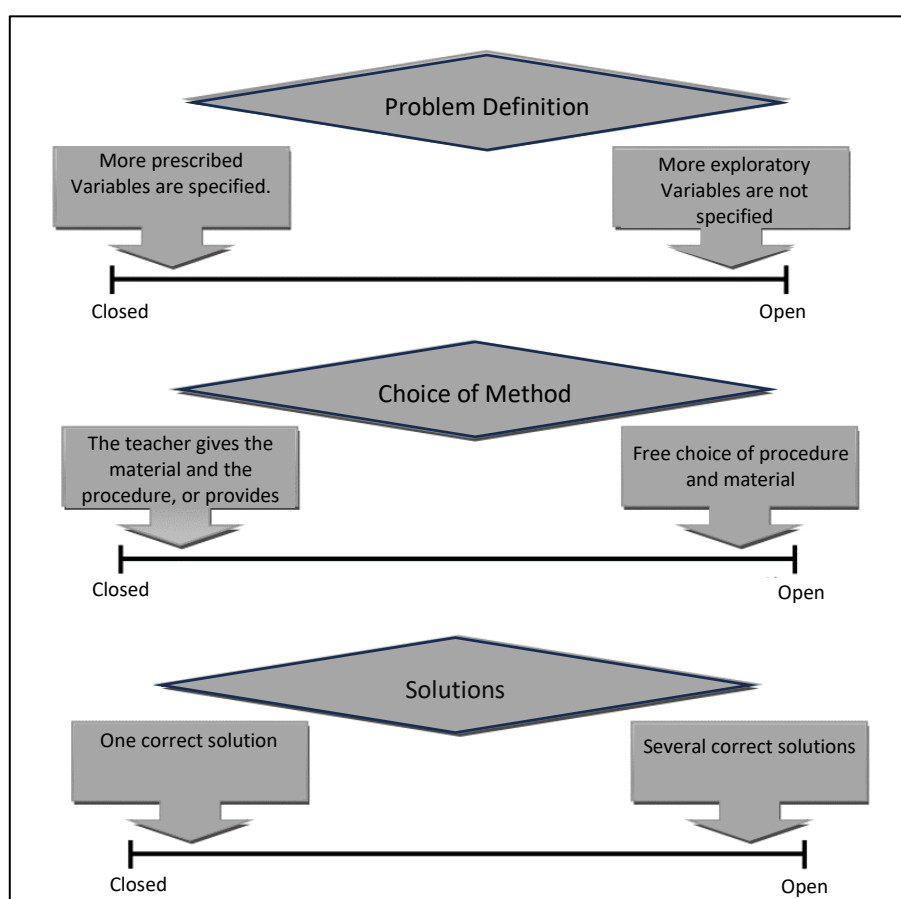 Problem Definition
More prescribed
Variables are specified.
More exploratory
Variables are not
specified
Closed
Open
Choice of Method
The teacher gives the
material and the
procedure, or provides
Free choice of procedure
and material
Closed
Open
Solutions
One correct solution
Several correct solutions
Closed
Open